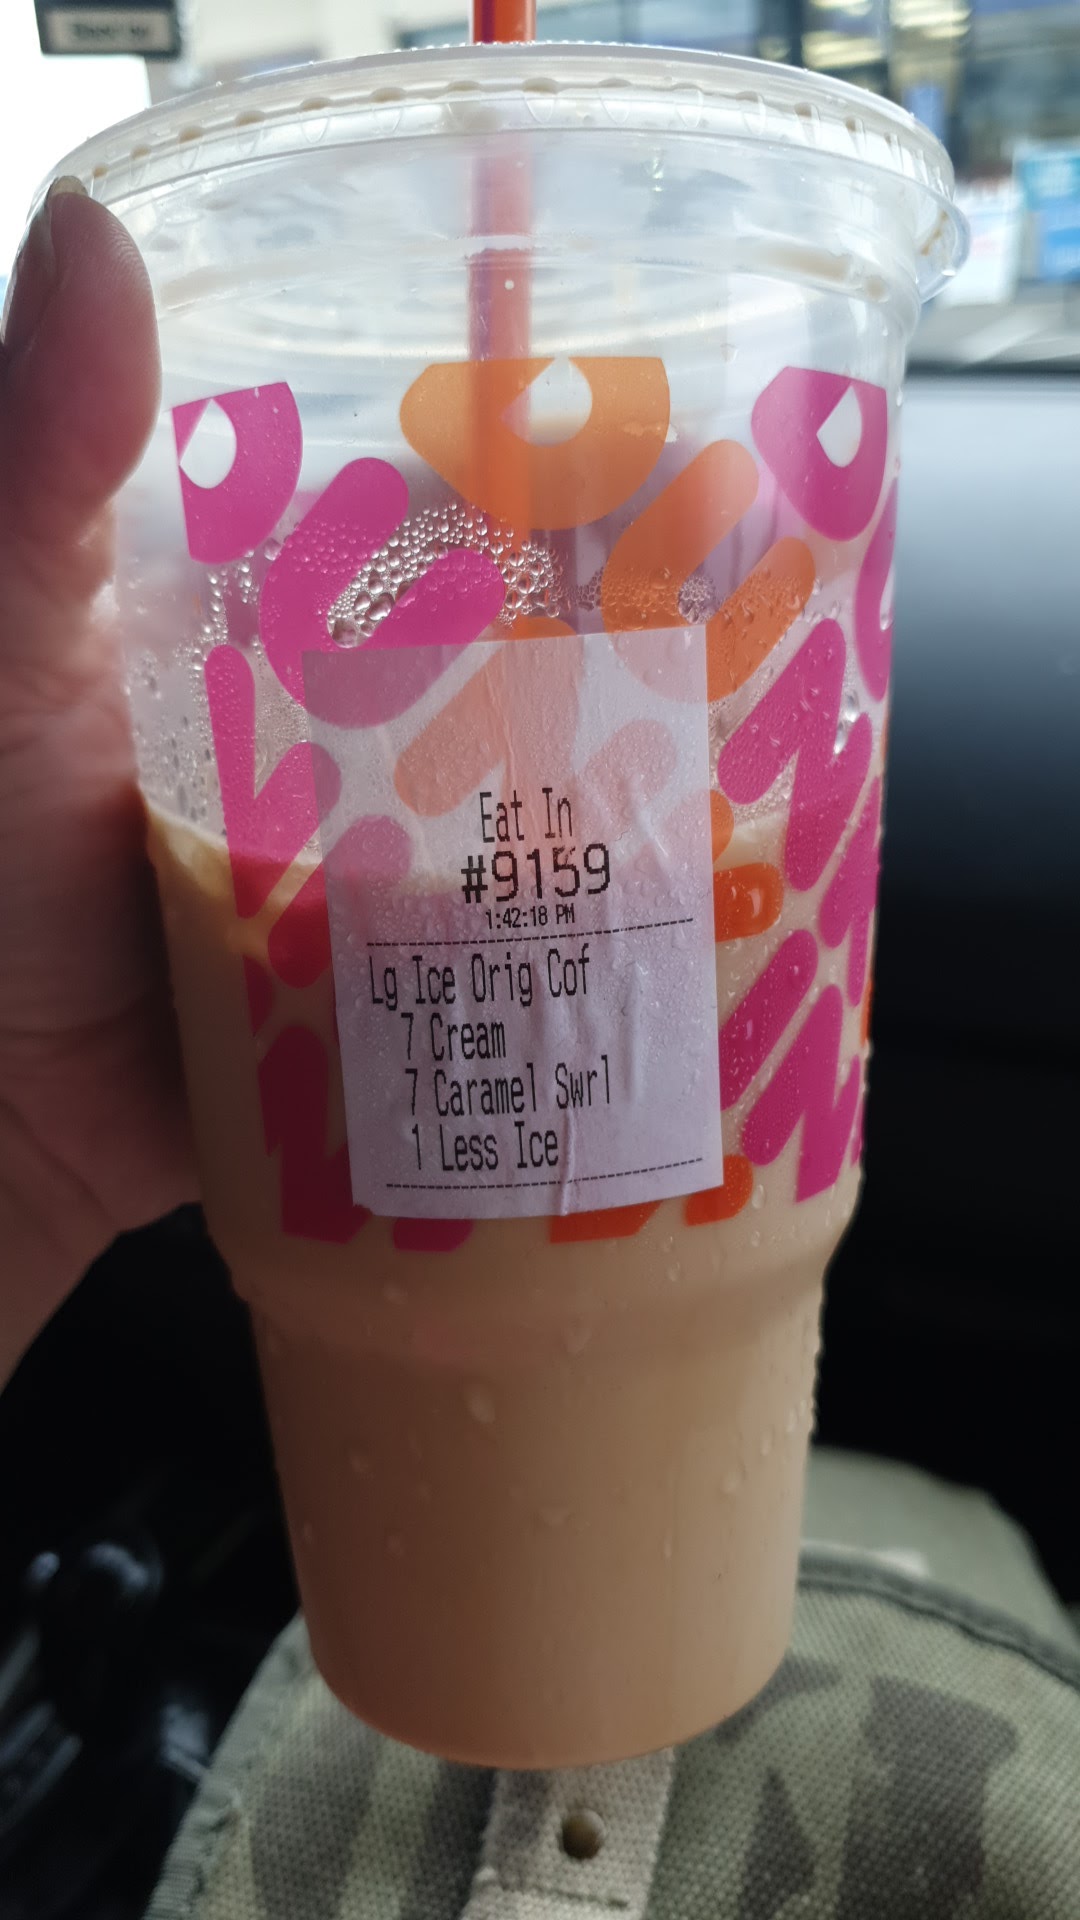 Eat In
#9159
1:42:18 PM
Lg Ice Orig Cof
7 Cream
7 Caramel Swrl
1 Less Ice